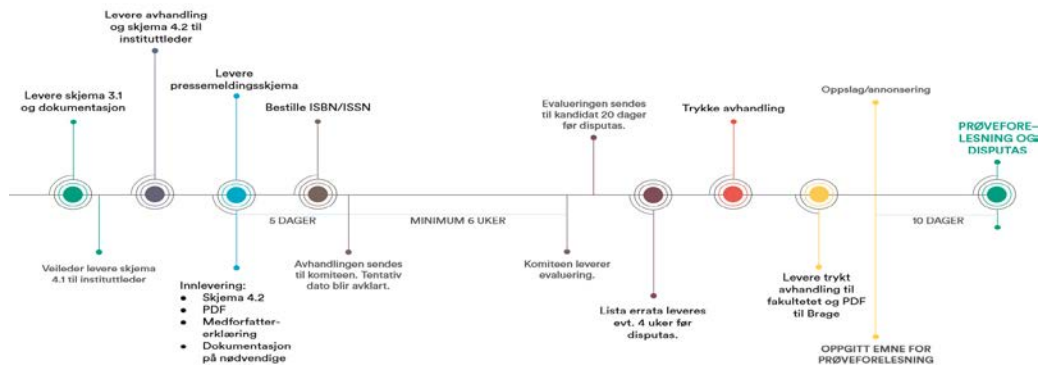 Levere avhandling
og skjema 4.2 til
instituttleder
Levere skjema 3.1
og dokumentasjon
Levere
pressemeldingsskjema
Bestille ISBN/ISSN
Evalueringen sendes
til kandidat 20 dager
før disputas.
Trykke avhandling
Oppslag/annonsering
PRØVEFORE–
LESNING OG
DISPUTAS
5 DAGER
MINIMUM 6 UKER
10 DAGER
Veileder levere skjema
4.1 til instituttleder
Innlevering:
• Skjema 4.2
• PDF
• Medforfatter-
erklæring
• Dokumentasjon
på nødvendige
Avhandlingen sendes
til komiteen. Tentativ
dato blir avklart.
Komiteen leverer
evaluering.
Lista errata leveres
evt. 4 uker før
disputas.
Levere trykt
avhandling til
fakultetet og PDF
til Brage
OPPGITT EMNE FOR
PRØVEFORELESNING